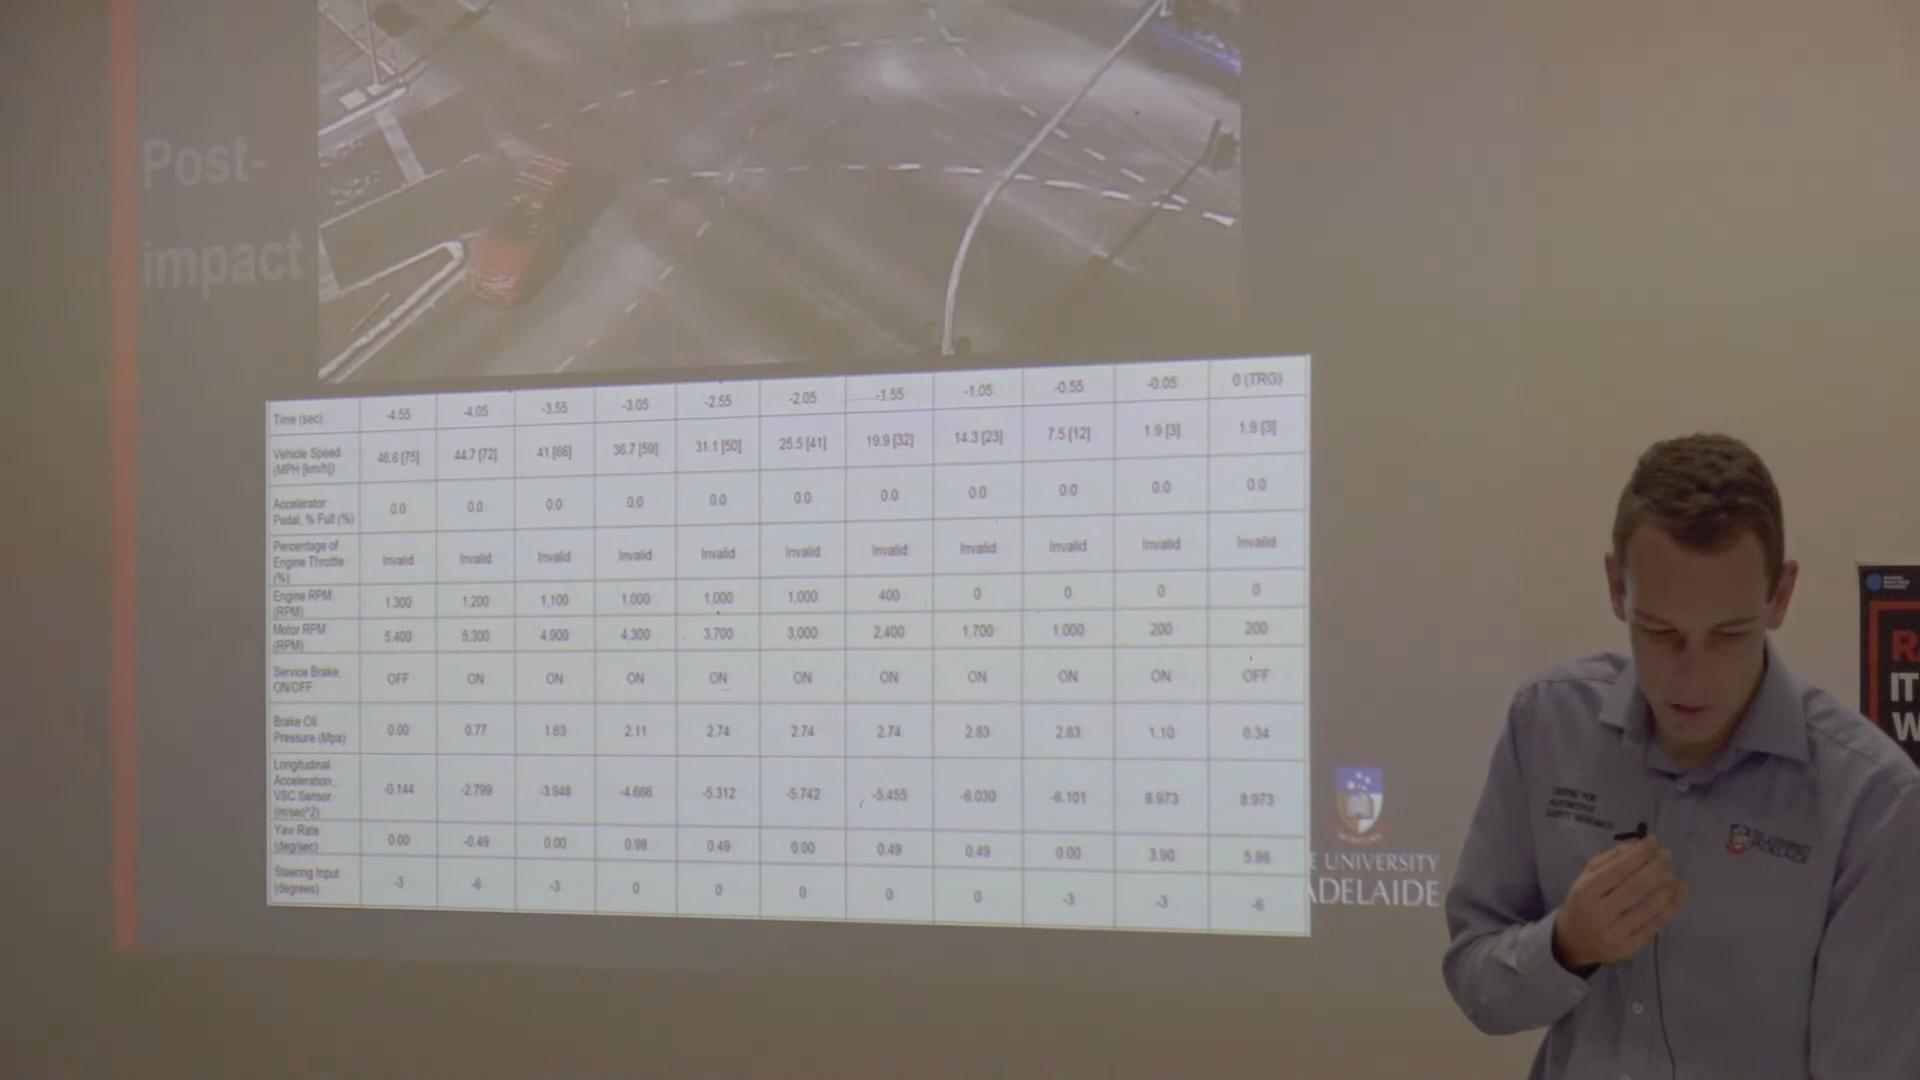 Post-
impact
Time (sec) -4.55 -4.05 -3.55 -3.05 -2.55 -2.05 -1.55 -1.05 -0.55 -0.05 0 (TRG)
Vehicle Speed
(MPH [km/h]) 46.6 [75] 44.7 [72] 41 [66] 36.7 [59] 31.1 [50] 25.5 [41] 19.9 [32] 14.3 [23] 7.5 [12] 1.9 [3] 1.9 [3]
Accelerator
Pedal, % Full (%) 0.0 0.0 0.0 0.0 0.0 0.0 0.0 0.0 0.0 0.0 0.0
Percentage of
Engine Throttle
(%) Invalid Invalid Invalid Invalid Invalid Invalid Invalid Invalid Invalid Invalid Invalid
Engine RPM
(RPM) 1,300 1,200 1,100 1,000 1,000 1,000 400 0 0 0 0
Motor RPM
(RPM) 5,400 5,300 4,900 4,300 3,700 3,000 2,400 1,700 1,000 200 200
Service Brake,
ON/OFF OFF ON ON ON ON ON ON ON ON ON OFF
Brake Oil
Pressure (Mpa) 0.00 0.77 1.63 2.11 2.74 2.74 2.74 2.83 2.83 1.10 0.34
Longitudinal
Acceleration
VSC Sensor
(m/sec^2) -0.144 -2.799 -3.948 -4.666 -5.312 -5.742 -5.455 -6.030 -6.101 8.973 8.973
Yaw Rate
(deg/sec) 0.00 -0.49 0.00 0.98 0.49 0.00 0.49 0.49 0.00 3.90 5.86
Steering Input
(degrees) -3 -6 -3 0 0 0 0 0 -3 -3 -6
E UNIVERSITY
ADELAIDE
CENTRE FOR
AUTOMOTIVE
SAFETY RESEARCH
R
IT
W